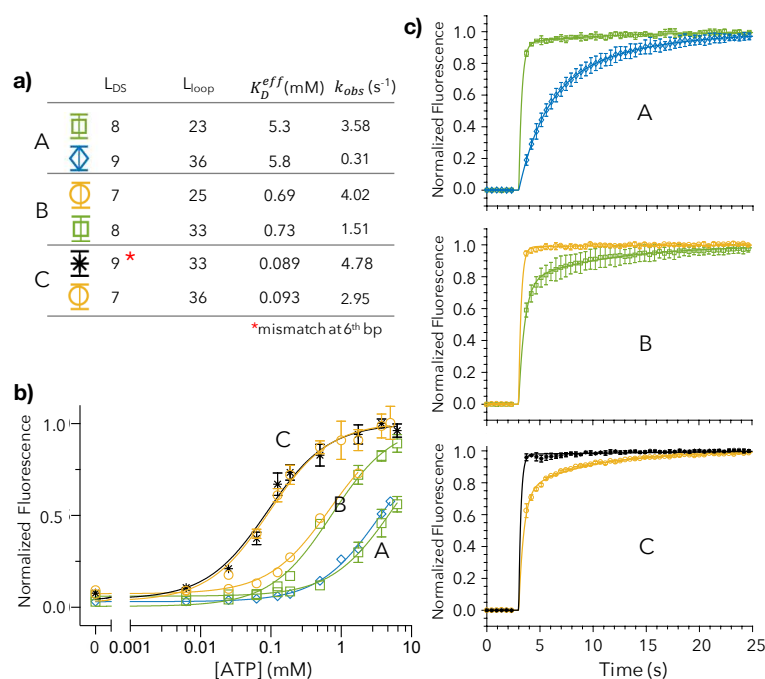 a)
L_DS L_loop K_D^eff (mM) k_obs (s⁻¹)
A
8 23 5.3 3.58
9 36 5.8 0.31
B
7 25 0.69 4.02
8 33 0.73 1.51
C
9* 33 0.089 4.78
7 36 0.093 2.95
*mismatch at 6th bp
b)
Normalized Fluorescence
1.0
0.5
0.0
C
B
A
0 0.001 0.01 0.1 1 10
[ATP] (mM)
c)
Normalized Fluorescence
1.0
0.8
0.6
0.4
0.2
0.0
A
Normalized Fluorescence
1.0
0.8
0.6
0.4
0.2
0.0
B
Normalized Fluorescence
1.0
0.8
0.6
0.4
0.2
0.0
C
0 5 10 15 20 25
Time (s)